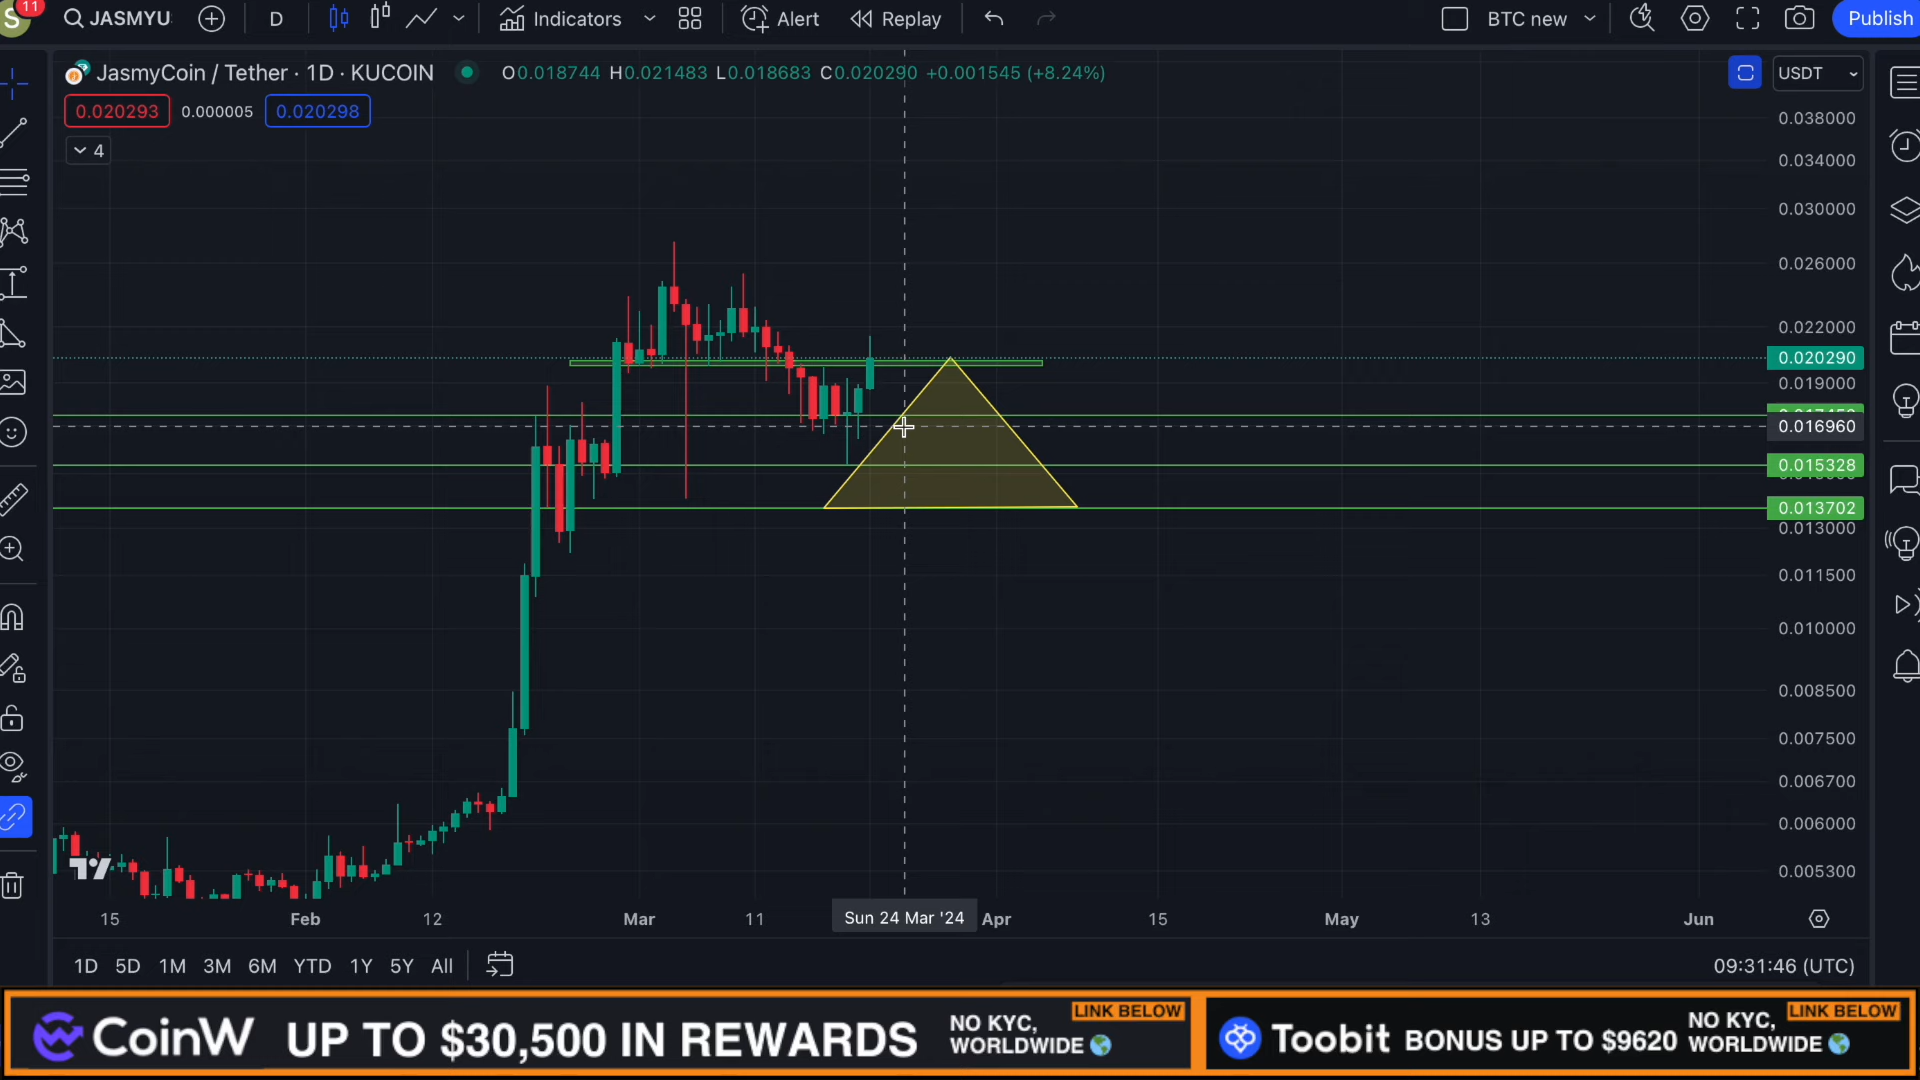 S 11 JASMYU D Indicators Alert Replay BTC new Publish
JasmyCoin / Tether · 1D · KUCOIN O0.018744 H0.021483 L0.018683 C0.020290 +0.001545 (+8.24%) USDT
0.020293 0.000005 0.020298
4
0.038000
0.034000
0.030000
0.026000
0.022000
0.020290
0.019000
0.016960
0.015328
0.013702
0.013000
0.011500
0.010000
0.008500
0.007500
0.006700
0.006000
0.005300
15 Feb 12 Mar 11 Sun 24 Mar '24 Apr 15 May 13 Jun
1D 5D 1M 3M 6M YTD 1Y 5Y All 09:31:46 (UTC)
CoinW UP TO $30,500 IN REWARDS NO KYC, WORLDWIDE LINK BELOW
Toobit BONUS UP TO $9620 NO KYC, WORLDWIDE LINK BELOW